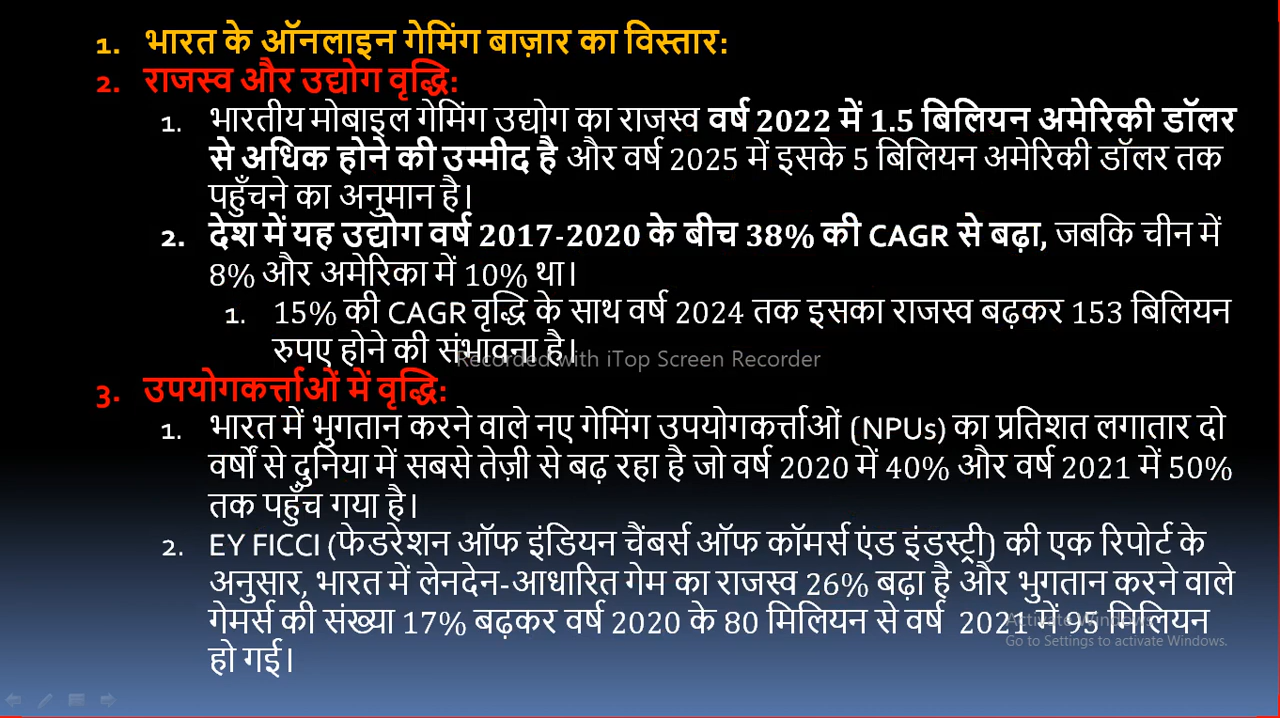 1. भारत के ऑनलाइन गेमिंग बाज़ार का विस्तार:
2. राजस्व और उद्योग वृद्धि:
1. भारतीय मोबाइल गेमिंग उद्योग का राजस्व वर्ष 2022 में 1.5 बिलियन अमेरिकी डॉलर
से अधिक होने की उम्मीद है और वर्ष 2025 में इसके 5 बिलियन अमेरिकी डॉलर तक
पहुँचने का अनुमान है।
2. देश में यह उद्योग वर्ष 2017-2020 के बीच 38% की CAGR से बढ़ा, जबकि चीन में
8% और अमेरिका में 10% था।
1. 15% की CAGR वृद्धि के साथ वर्ष 2024 तक इसका राजस्व बढ़कर 153 बिलियन
रुपए होने की संभावना है।
Recorded with iTop Screen Recorder
3. उपयोगकर्त्ताओं में वृद्धि:
1. भारत में भुगतान करने वाले नए गेमिंग उपयोगकर्त्ताओं (NPUs) का प्रतिशत लगातार दो
वर्षों से दुनिया में सबसे तेज़ी से बढ़ रहा है जो वर्ष 2020 में 40% और वर्ष 2021 में 50%
तक पहुँच गया है।
2. EY FICCI (फेडरेशन ऑफ इंडियन चैंबर्स ऑफ कॉमर्स एंड इंडस्ट्री) की एक रिपोर्ट के
अनुसार, भारत में लेनदेन-आधारित गेम का राजस्व 26% बढ़ा है और भुगतान करने वाले
गेमर्स की संख्या 17% बढ़कर वर्ष 2020 के 80 मिलियन से वर्ष 2021 में 95 मिलियन
हो गई।
Activate Windows
Go to Settings to activate Windows.